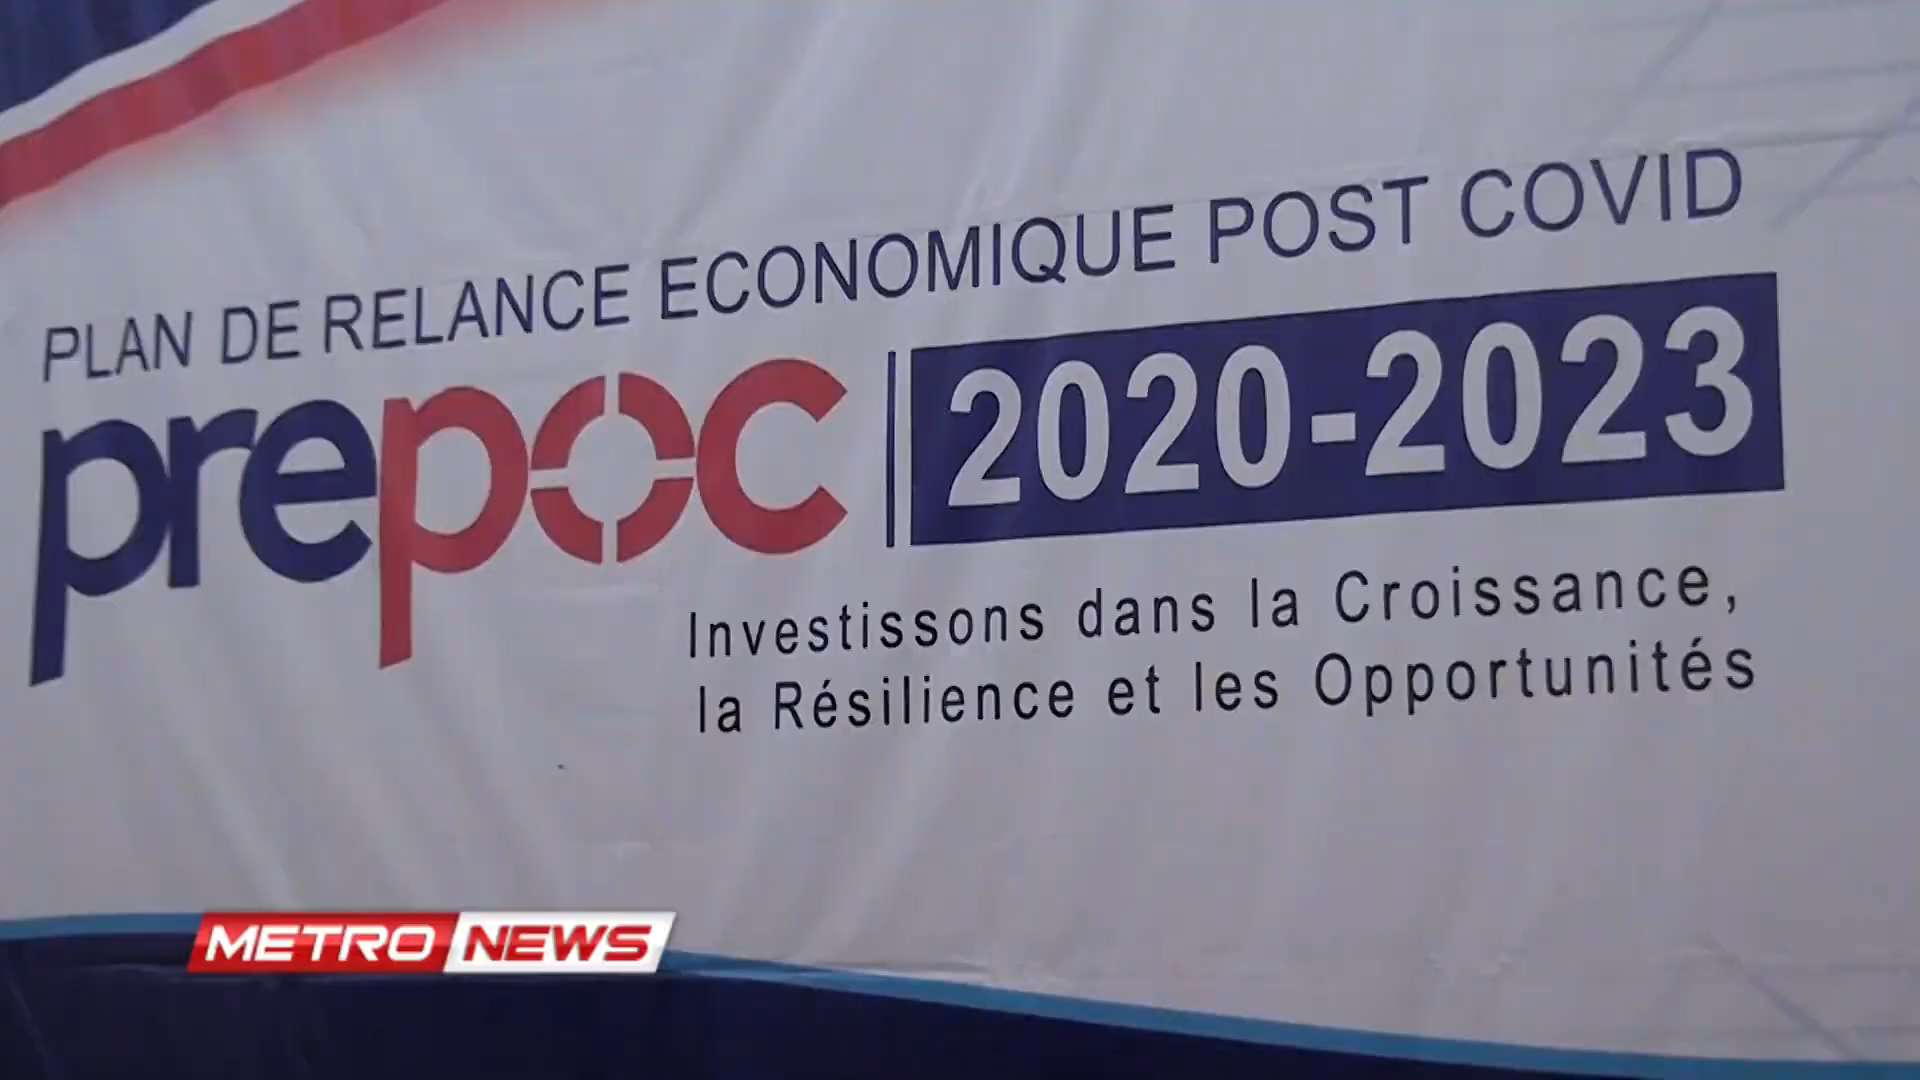 PLAN DE RELANCE ECONOMIQUE POST COVID
prepoc 2020-2023
Investissons dans la Croissance,
la Résilience et les Opportunités
METRO NEWS